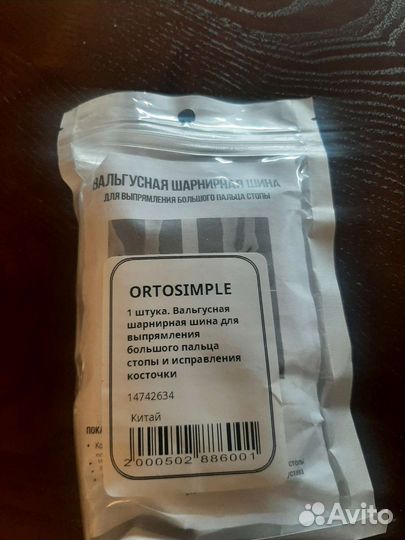 ВАЛЬГУСНАЯ ШАРНИРНАЯ ШИНА
ДЛЯ ВЫПРЯМЛЕНИЯ БОЛЬШОГО ПАЛЬЦА СТОПЫ
ORTOSIMPLE
1 штука. Вальгусная
шарнирная шина для
выпрямления
большого пальца
стопы и исправления
косточки
14742634
Китай
2000502 886001
Avito